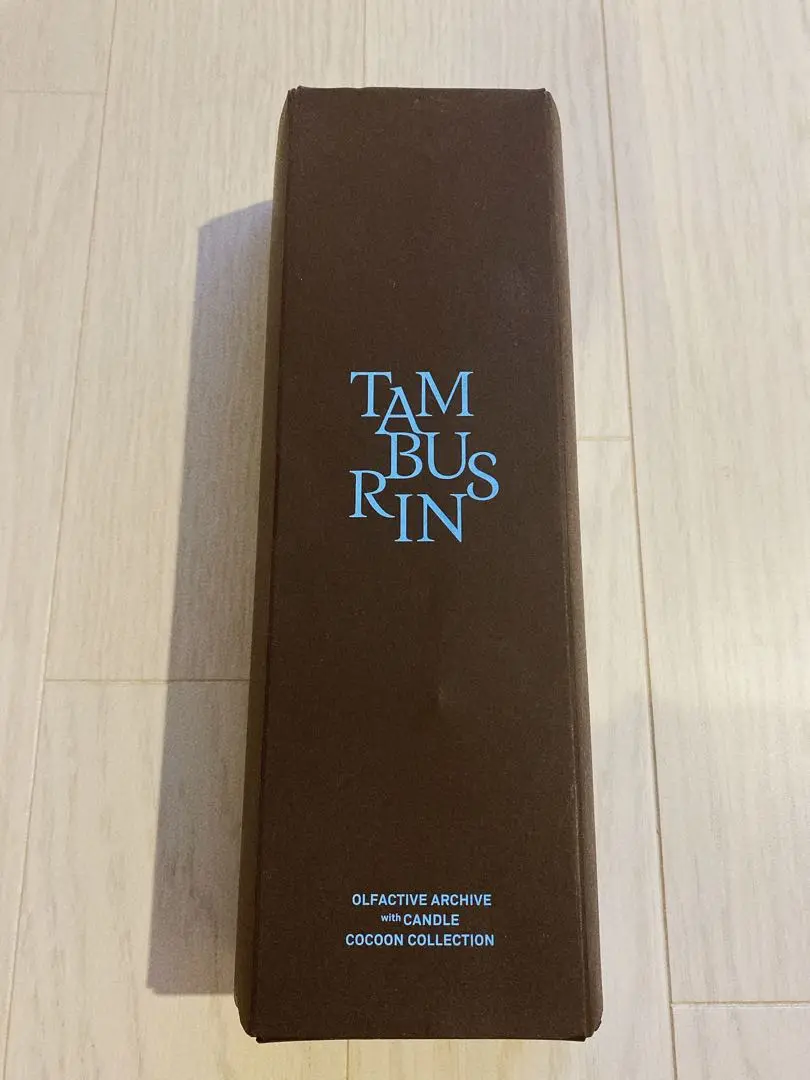 TAM
BUS
RIN
OLFACTIVE ARCHIVE
with CANDLE
COCOON COLLECTION